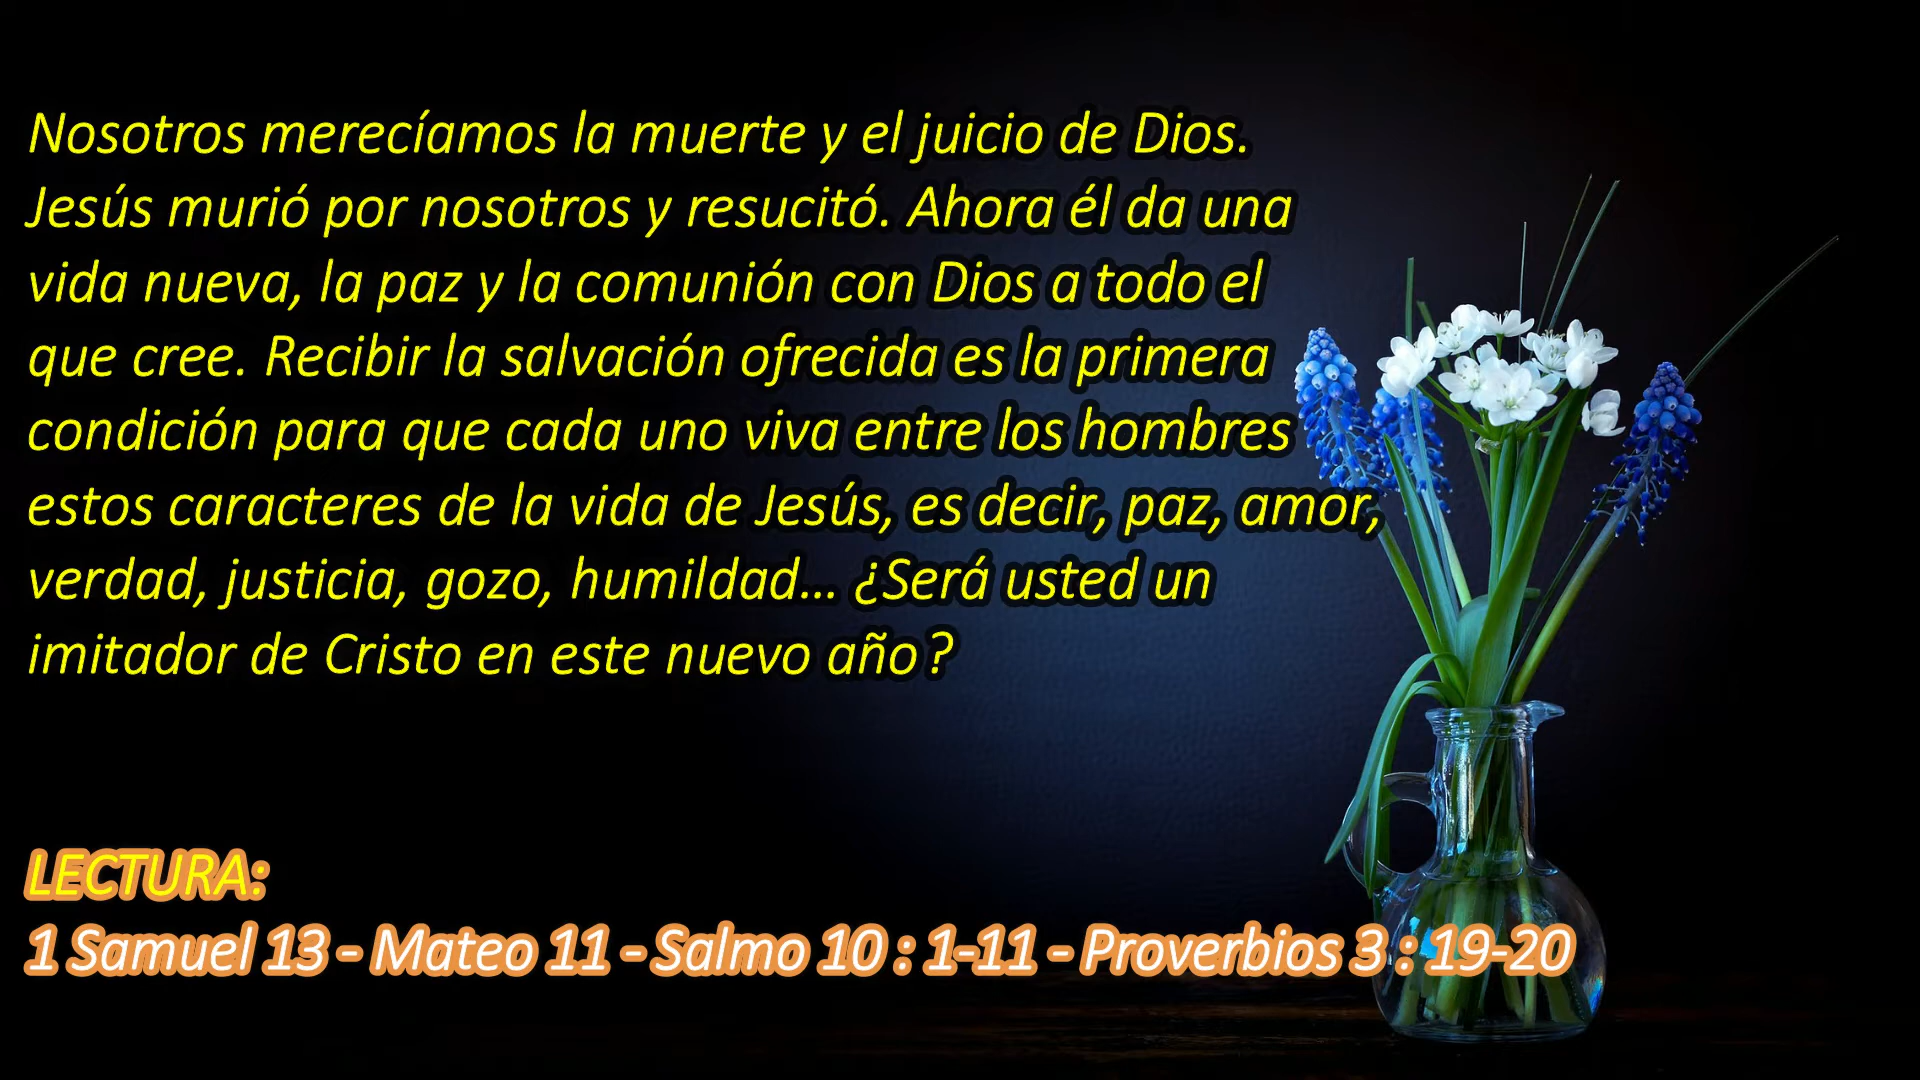 Nosotros merecíamos la muerte y el juicio de Dios.
Jesús murió por nosotros y resucitó. Ahora él da una
vida nueva, la paz y la comunión con Dios a todo el
que cree. Recibir la salvación ofrecida es la primera
condición para que cada uno viva entre los hombres
estos caracteres de la vida de Jesús, es decir, paz, amor,
verdad, justicia, gozo, humildad… ¿Será usted un
imitador de Cristo en este nuevo año?
LECTURA:
1 Samuel 13 - Mateo 11 - Salmo 10 : 1-11 - Proverbios 3 : 19-20